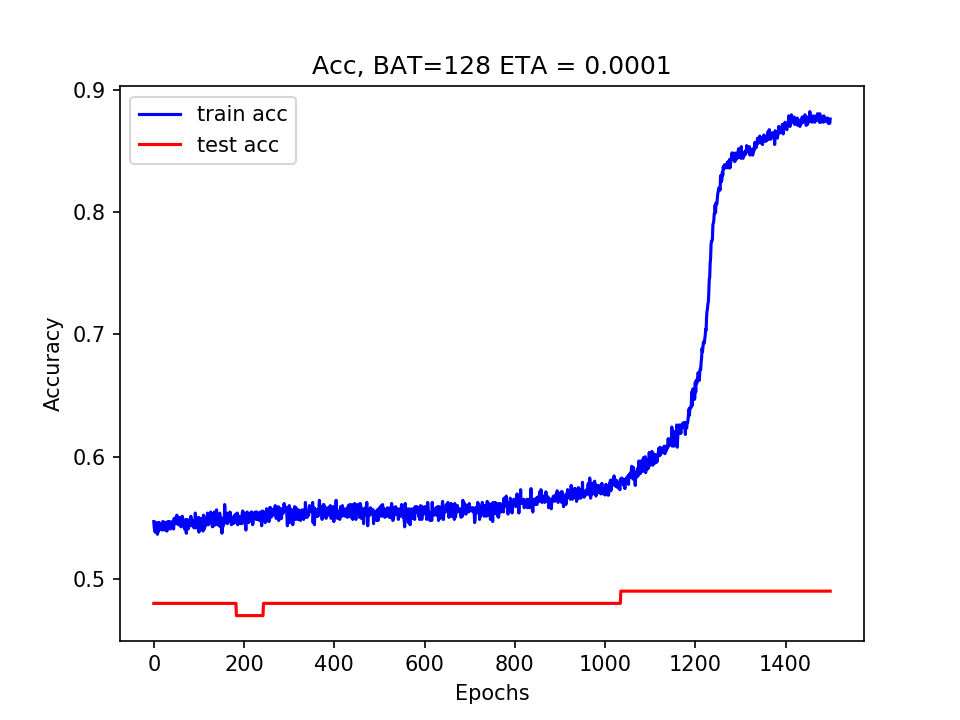 Acc, BAT=128 ETA = 0.0001
train acc
test acc
0.9
0.8
0.7
0.6
0.5
Accuracy
0 200 400 600 800 1000 1200 1400
Epochs